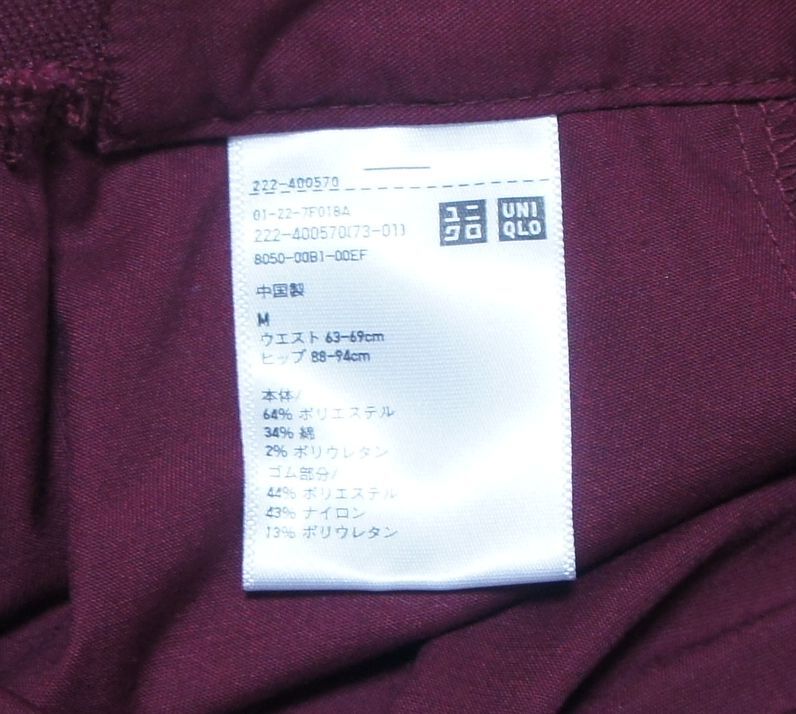 222-400570
01-22-7F018A
222-400570(73-01)
8050-00B1-00EF
ユニクロ
UNIQLO
中国製
M
ウエスト 63-69cm
ヒップ 88-94cm
本体/
64% ポリエステル
34% 綿
2% ポリウレタン
ゴム部分/
44% ポリエステル
43% ナイロン
13% ポリウレタン